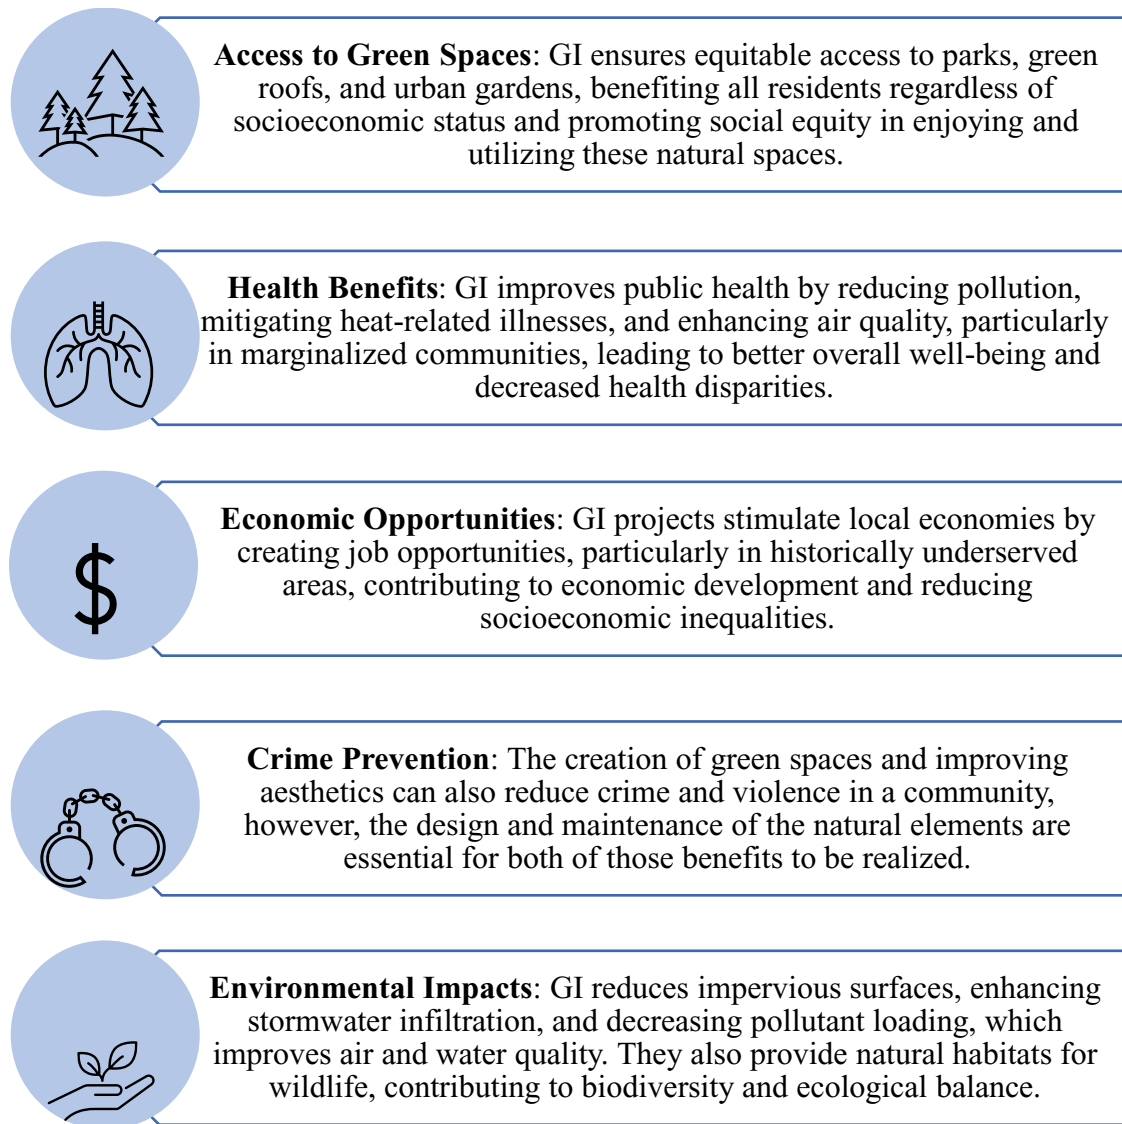 Access to Green Spaces: GI ensures equitable access to parks, green
roofs, and urban gardens, benefiting all residents regardless of
socioeconomic status and promoting social equity in enjoying and
utilizing these natural spaces.
Health Benefits: GI improves public health by reducing pollution,
mitigating heat-related illnesses, and enhancing air quality, particularly
in marginalized communities, leading to better overall well-being and
decreased health disparities.
$
Economic Opportunities: GI projects stimulate local economies by
creating job opportunities, particularly in historically underserved
areas, contributing to economic development and reducing
socioeconomic inequalities.
Crime Prevention: The creation of green spaces and improving
aesthetics can also reduce crime and violence in a community,
however, the design and maintenance of the natural elements are
essential for both of those benefits to be realized.
Environmental Impacts: GI reduces impervious surfaces, enhancing
stormwater infiltration, and decreasing pollutant loading, which
improves air and water quality. They also provide natural habitats for
wildlife, contributing to biodiversity and ecological balance.